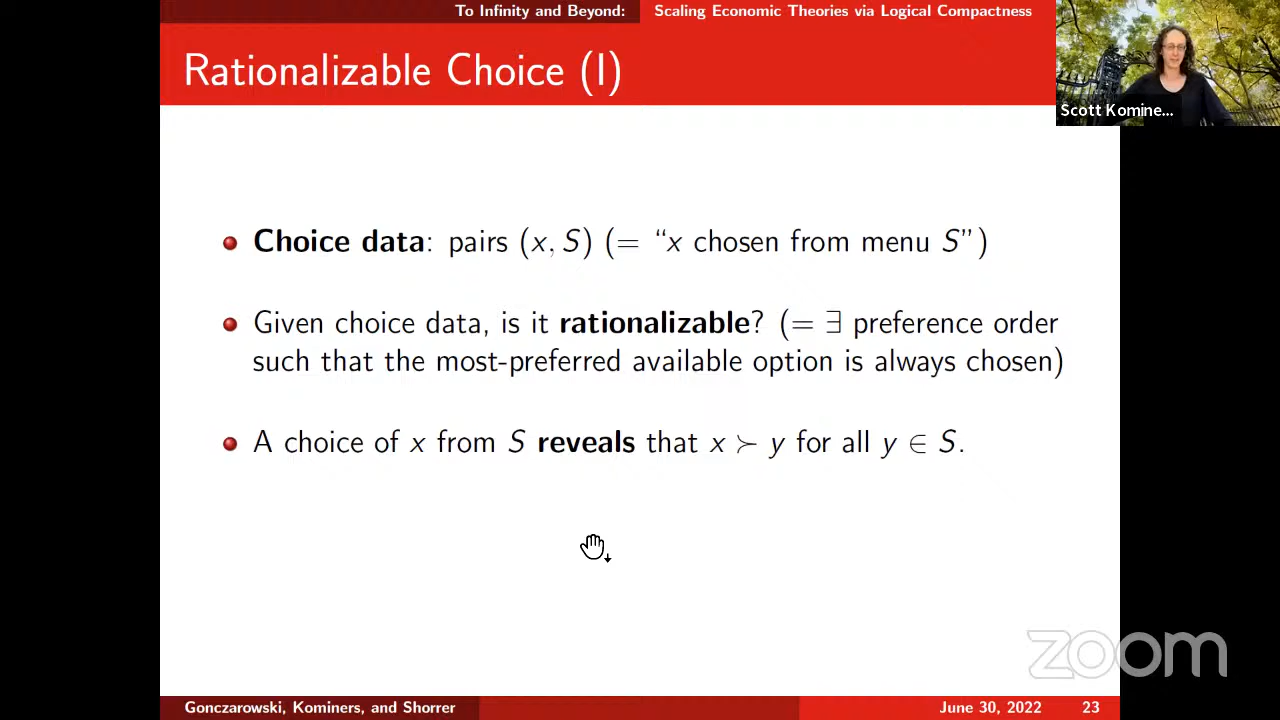 To Infinity and Beyond: Scaling Economic Theories via Logical Compactness
Rationalizable Choice (I)
Scott Komine...
Choice data: pairs (x, S) (= “x chosen from menu S”)
Given choice data, is it rationalizable? (= ∃ preference order
such that the most-preferred available option is always chosen)
A choice of x from S reveals that x ≻ y for all y ∈ S.
zoom
Gonczarowski, Kominers, and Shorrer June 30, 2022 23